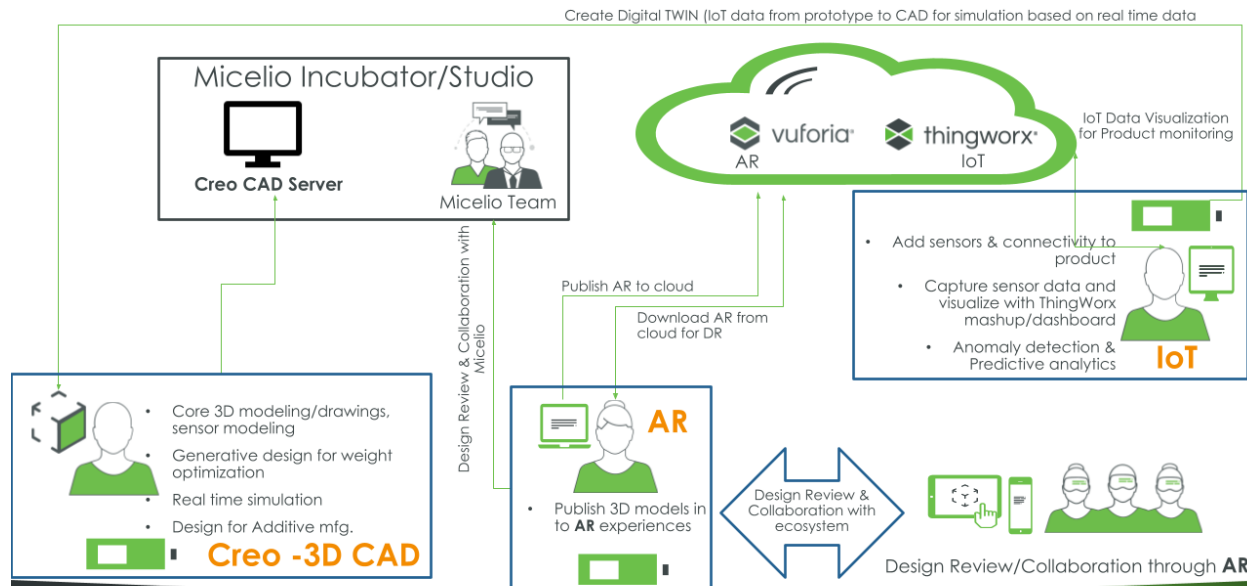 Create Digital TWIN (IoT data from prototype to CAD for simulation based on real time data
Micelio Incubator/Studio
Creo CAD Server
Micelio Team
vuforia®
AR
thingworx®
IoT
IoT Data Visualization
for Product monitoring
• Add sensors & connectivity to
product
• Capture sensor data and
visualize with ThingWorx
mashup/dashboard
• Anomaly detection &
Predictive analytics
IoT
Design Review & Collaboration with
Micelio
Publish AR to cloud
Download AR from
cloud for DR
• Core 3D modeling/drawings,
sensor modeling
• Generative design for weight
optimization
• Real time simulation
• Design for Additive mfg.
Creo -3D CAD
AR
• Publish 3D models in
to AR experiences
Design Review &
Collaboration with
ecosystem
Design Review/Collaboration through AR